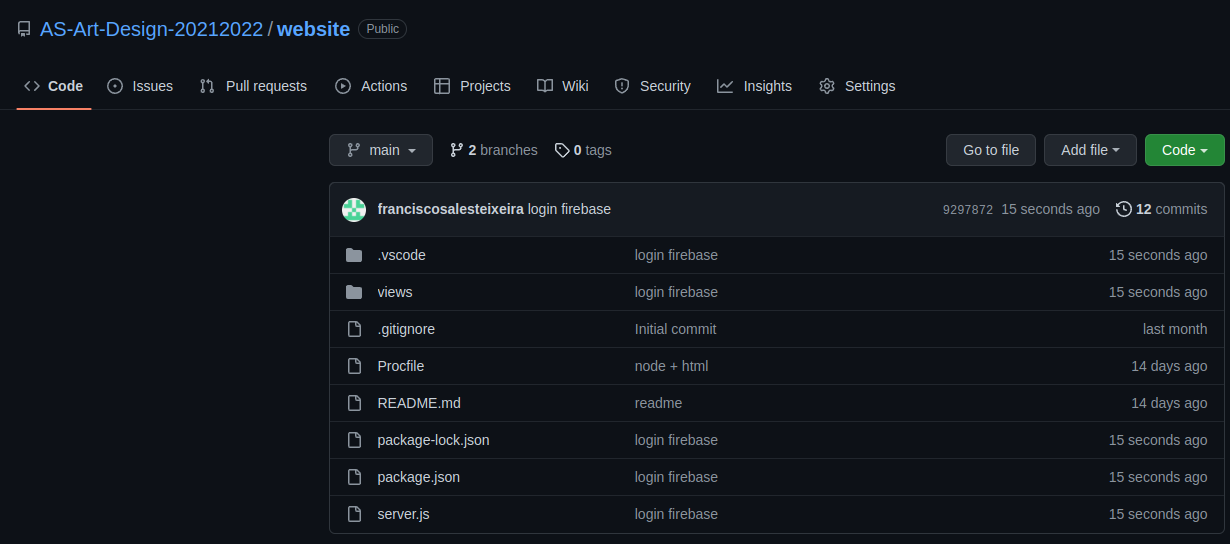 AS-Art-Design-20212022 / website Public
Code Issues Pull requests Actions Projects Wiki Security Insights Settings
main 2 branches 0 tags Go to file Add file Code
franciscosalesteixeira login firebase 9297872 15 seconds ago 12 commits
.vscode login firebase 15 seconds ago
views login firebase 15 seconds ago
.gitignore Initial commit last month
Procfile node + html 14 days ago
README.md readme 14 days ago
package-lock.json login firebase 15 seconds ago
package.json login firebase 15 seconds ago
server.js login firebase 15 seconds ago